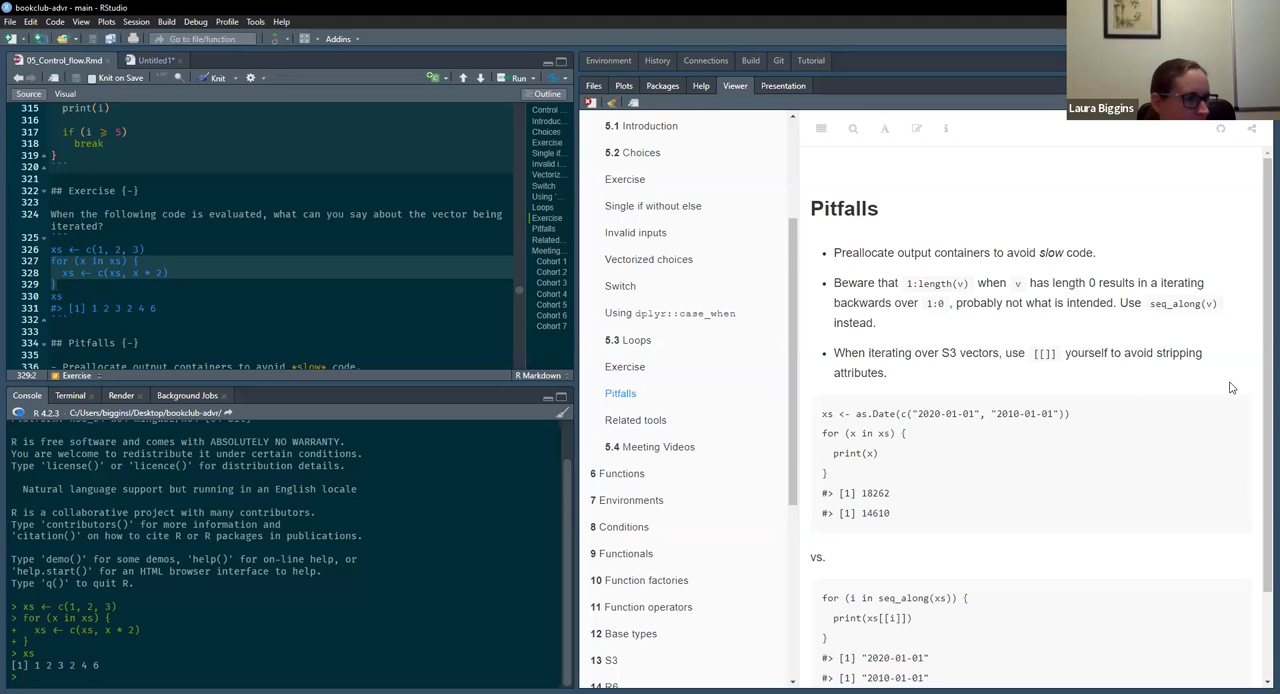 bookclub-advr - main - RStudio
File Edit Code View Plots Session Build Debug Profile Tools Help
Go to file/function
Addins
05_Control_flow.Rmd
Untitled1*
Knit on Save
Knit
Run
Source
Visual
Outline
315 print(i)
316
317 if (i ⩾ 5)
318 break
319 }
320 ```
321
322 ## Exercise {-}
323
324 When the following code is evaluated, what can you say about the vector being
iterated?
325 ```
326 xs ← c(1, 2, 3)
327 for (x in xs) {
328 xs ← c(xs, x * 2)
329 }
330 xs
331 #> [1] 1 2 3 2 4 6
332 ```
333
334 ## Pitfalls {-}
335
336 - Preallocate output containers to avoid *slow* code.
Control ...
Introduc...
Choices
Exercise
Single if...
Invalid i...
Vectoriz...
Switch
Using `...
Loops
Exercise
Pitfalls
Related...
Meeting...
Cohort 1
Cohort 2
Cohort 3
Cohort 4
Cohort 5
Cohort 6
Cohort 7
329:2
Exercise
R Markdown
Console
Terminal
Render
Background Jobs
R 4.2.3 · C:/Users/bigginsl/Desktop/bookclub-advr/
R is free software and comes with ABSOLUTELY NO WARRANTY.
You are welcome to redistribute it under certain conditions.
Type 'license()' or 'licence()' for distribution details.
Natural language support but running in an English locale
R is a collaborative project with many contributors.
Type 'contributors()' for more information and
'citation()' on how to cite R or R packages in publications.
Type 'demo()' for some demos, 'help()' for on-line help, or
'help.start()' for an HTML browser interface to help.
Type 'q()' to quit R.
> xs ← c(1, 2, 3)
> for (x in xs) {
+ xs ← c(xs, x * 2)
+ }
> xs
[1] 1 2 3 2 4 6
>
Environment
History
Connections
Build
Git
Tutorial
Files
Plots
Packages
Help
Viewer
Presentation
Laura Biggins
5.1 Introduction
5.2 Choices
Exercise
Single if without else
Invalid inputs
Vectorized choices
Switch
Using dplyr::case_when
5.3 Loops
Exercise
Pitfalls
Related tools
5.4 Meeting Videos
6 Functions
7 Environments
8 Conditions
9 Functionals
10 Function factories
11 Function operators
12 Base types
13 S3
14 R6
Pitfalls
• Preallocate output containers to avoid slow code.
• Beware that 1:length(v) when v has length 0 results in a iterating
backwards over 1:0 , probably not what is intended. Use seq_along(v)
instead.
• When iterating over S3 vectors, use [[]] yourself to avoid stripping
attributes.
xs <- as.Date(c("2020-01-01", "2010-01-01"))
for (x in xs) {
print(x)
}
#> [1] 18262
#> [1] 14610
vs.
for (i in seq_along(xs)) {
print(xs[[i]])
}
#> [1] "2020-01-01"
#> [1] "2010-01-01"